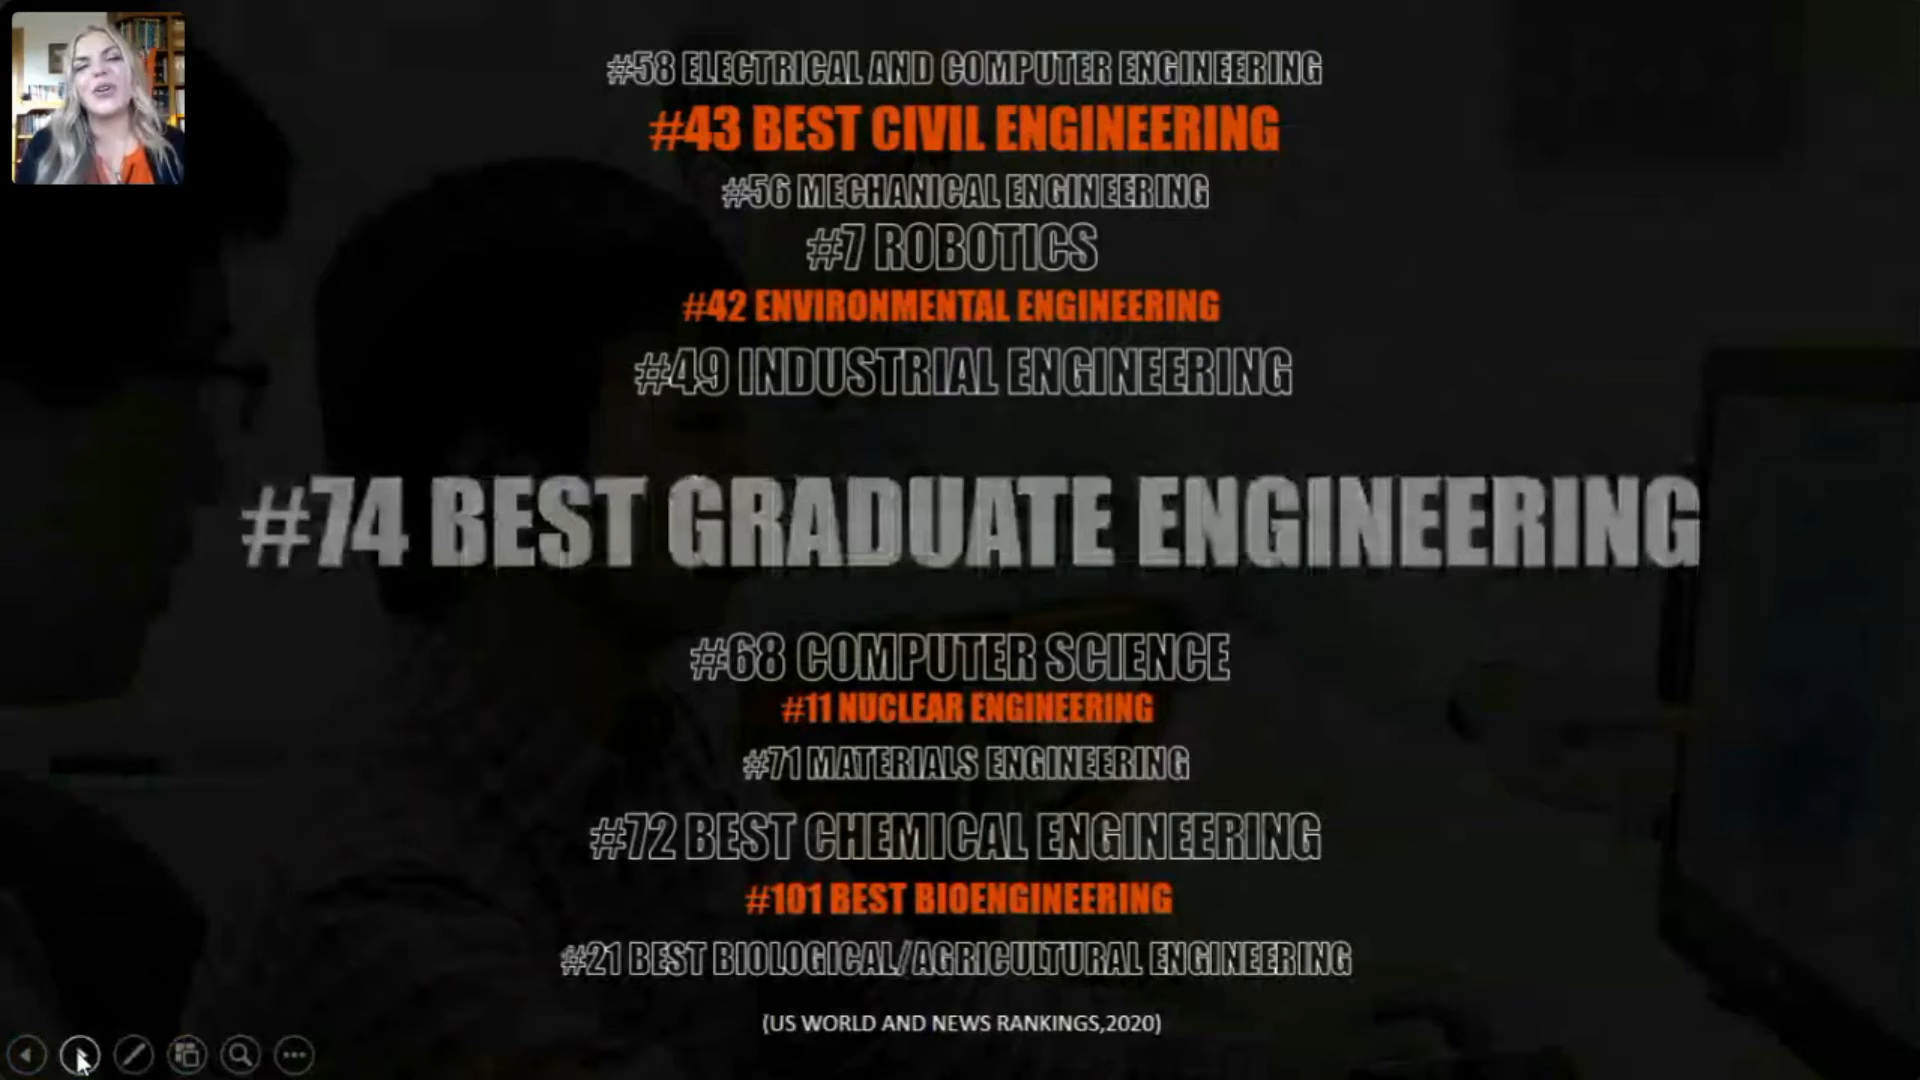 #58 ELECTRICAL AND COMPUTER ENGINEERING
#43 BEST CIVIL ENGINEERING
#56 MECHANICAL ENGINEERING
#7 ROBOTICS
#42 ENVIRONMENTAL ENGINEERING
#49 INDUSTRIAL ENGINEERING
#74 BEST GRADUATE ENGINEERING
#68 COMPUTER SCIENCE
#11 NUCLEAR ENGINEERING
#71 MATERIALS ENGINEERING
#72 BEST CHEMICAL ENGINEERING
#101 BEST BIOENGINEERING
#21 BEST BIOLOGICAL/AGRICULTURAL ENGINEERING
(US WORLD AND NEWS RANKINGS,2020)